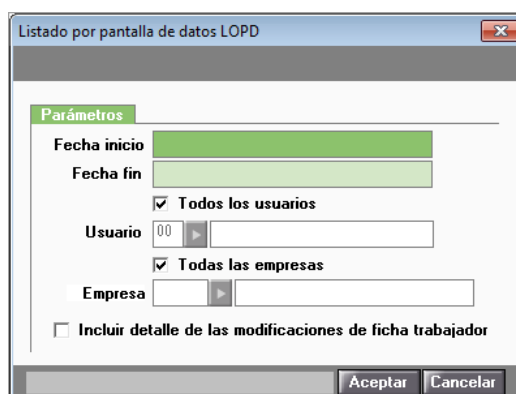 Listado por pantalla de datos LOPD
Parámetros
Fecha inicio
Fecha fin
Todos los usuarios
Usuario 00
Todas las empresas
Empresa
Incluir detalle de las modificaciones de ficha trabajador
Aceptar Cancelar